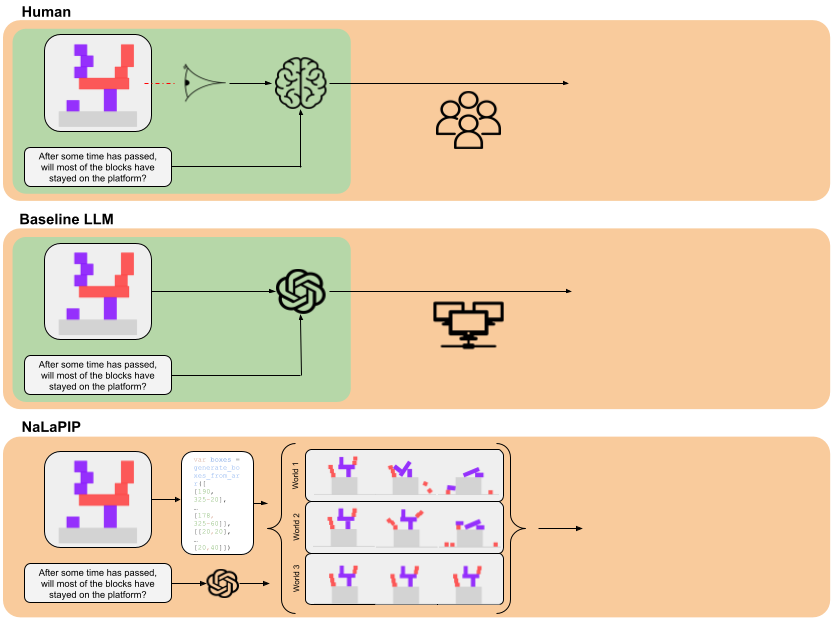 Human
After some time has passed,
will most of the blocks have
stayed on the platform?
Baseline LLM
After some time has passed,
will most of the blocks have
stayed on the platform?
NaLaPIP
var boxes =
generate_bo
xes_from_ar
r([
[190,
325-20],
…
[178,
325-60]],
[[20,20],
…
[20,40]])
World 1
World 2
World 3
After some time has passed,
will most of the blocks have
stayed on the platform?